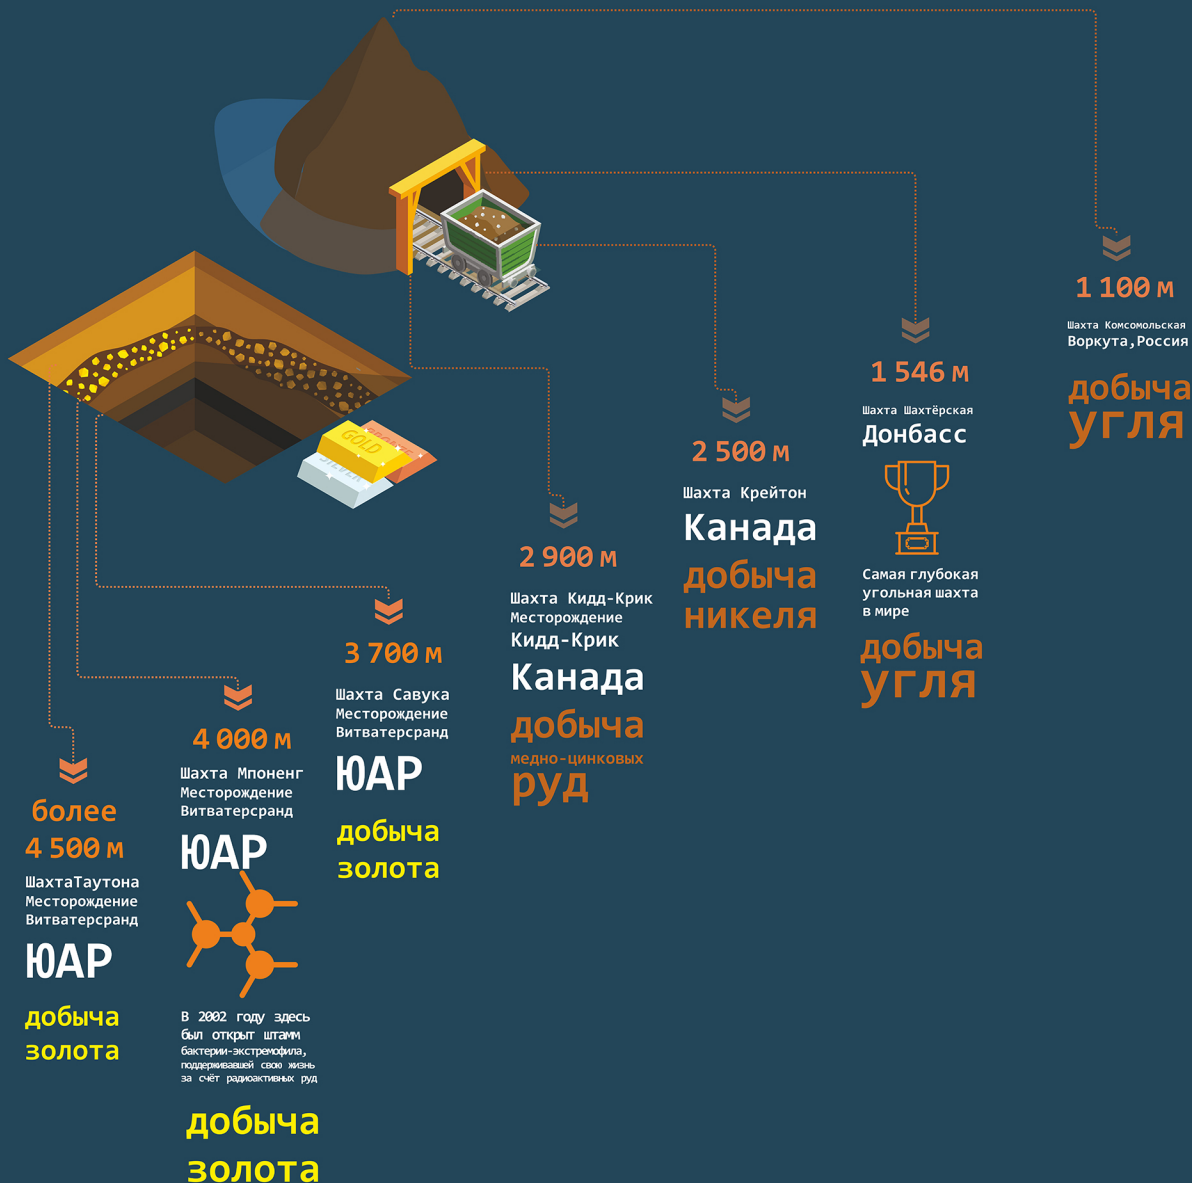 1 100 м
Шахта Комсомольская
Воркута,Россия
добыча
угля
1 546 м
Шахта Шахтёрская
Донбасс
Самая глубокая
угольная шахта
в мире
добыча
угля
2 500 м
Шахта Крейтон
Канада
добыча
никеля
2 900 м
Шахта Кидд-Крик
Месторождение
Кидд-Крик
Канада
добыча
медно-цинковых
руд
3 700 м
Шахта Савука
Месторождение
Витватерсранд
ЮАР
добыча
золота
4 000 м
Шахта Мпоненг
Месторождение
Витватерсранд
ЮАР
В 2002 году здесь
был открыт штамм
бактерии-экстремофила,
поддерживавшей свою жизнь
за счёт радиоактивных руд
добыча
золота
более
4 500 м
ШахтаТаутона
Месторождение
Витватерсранд
ЮАР
добыча
золота
GOLD
SILVER